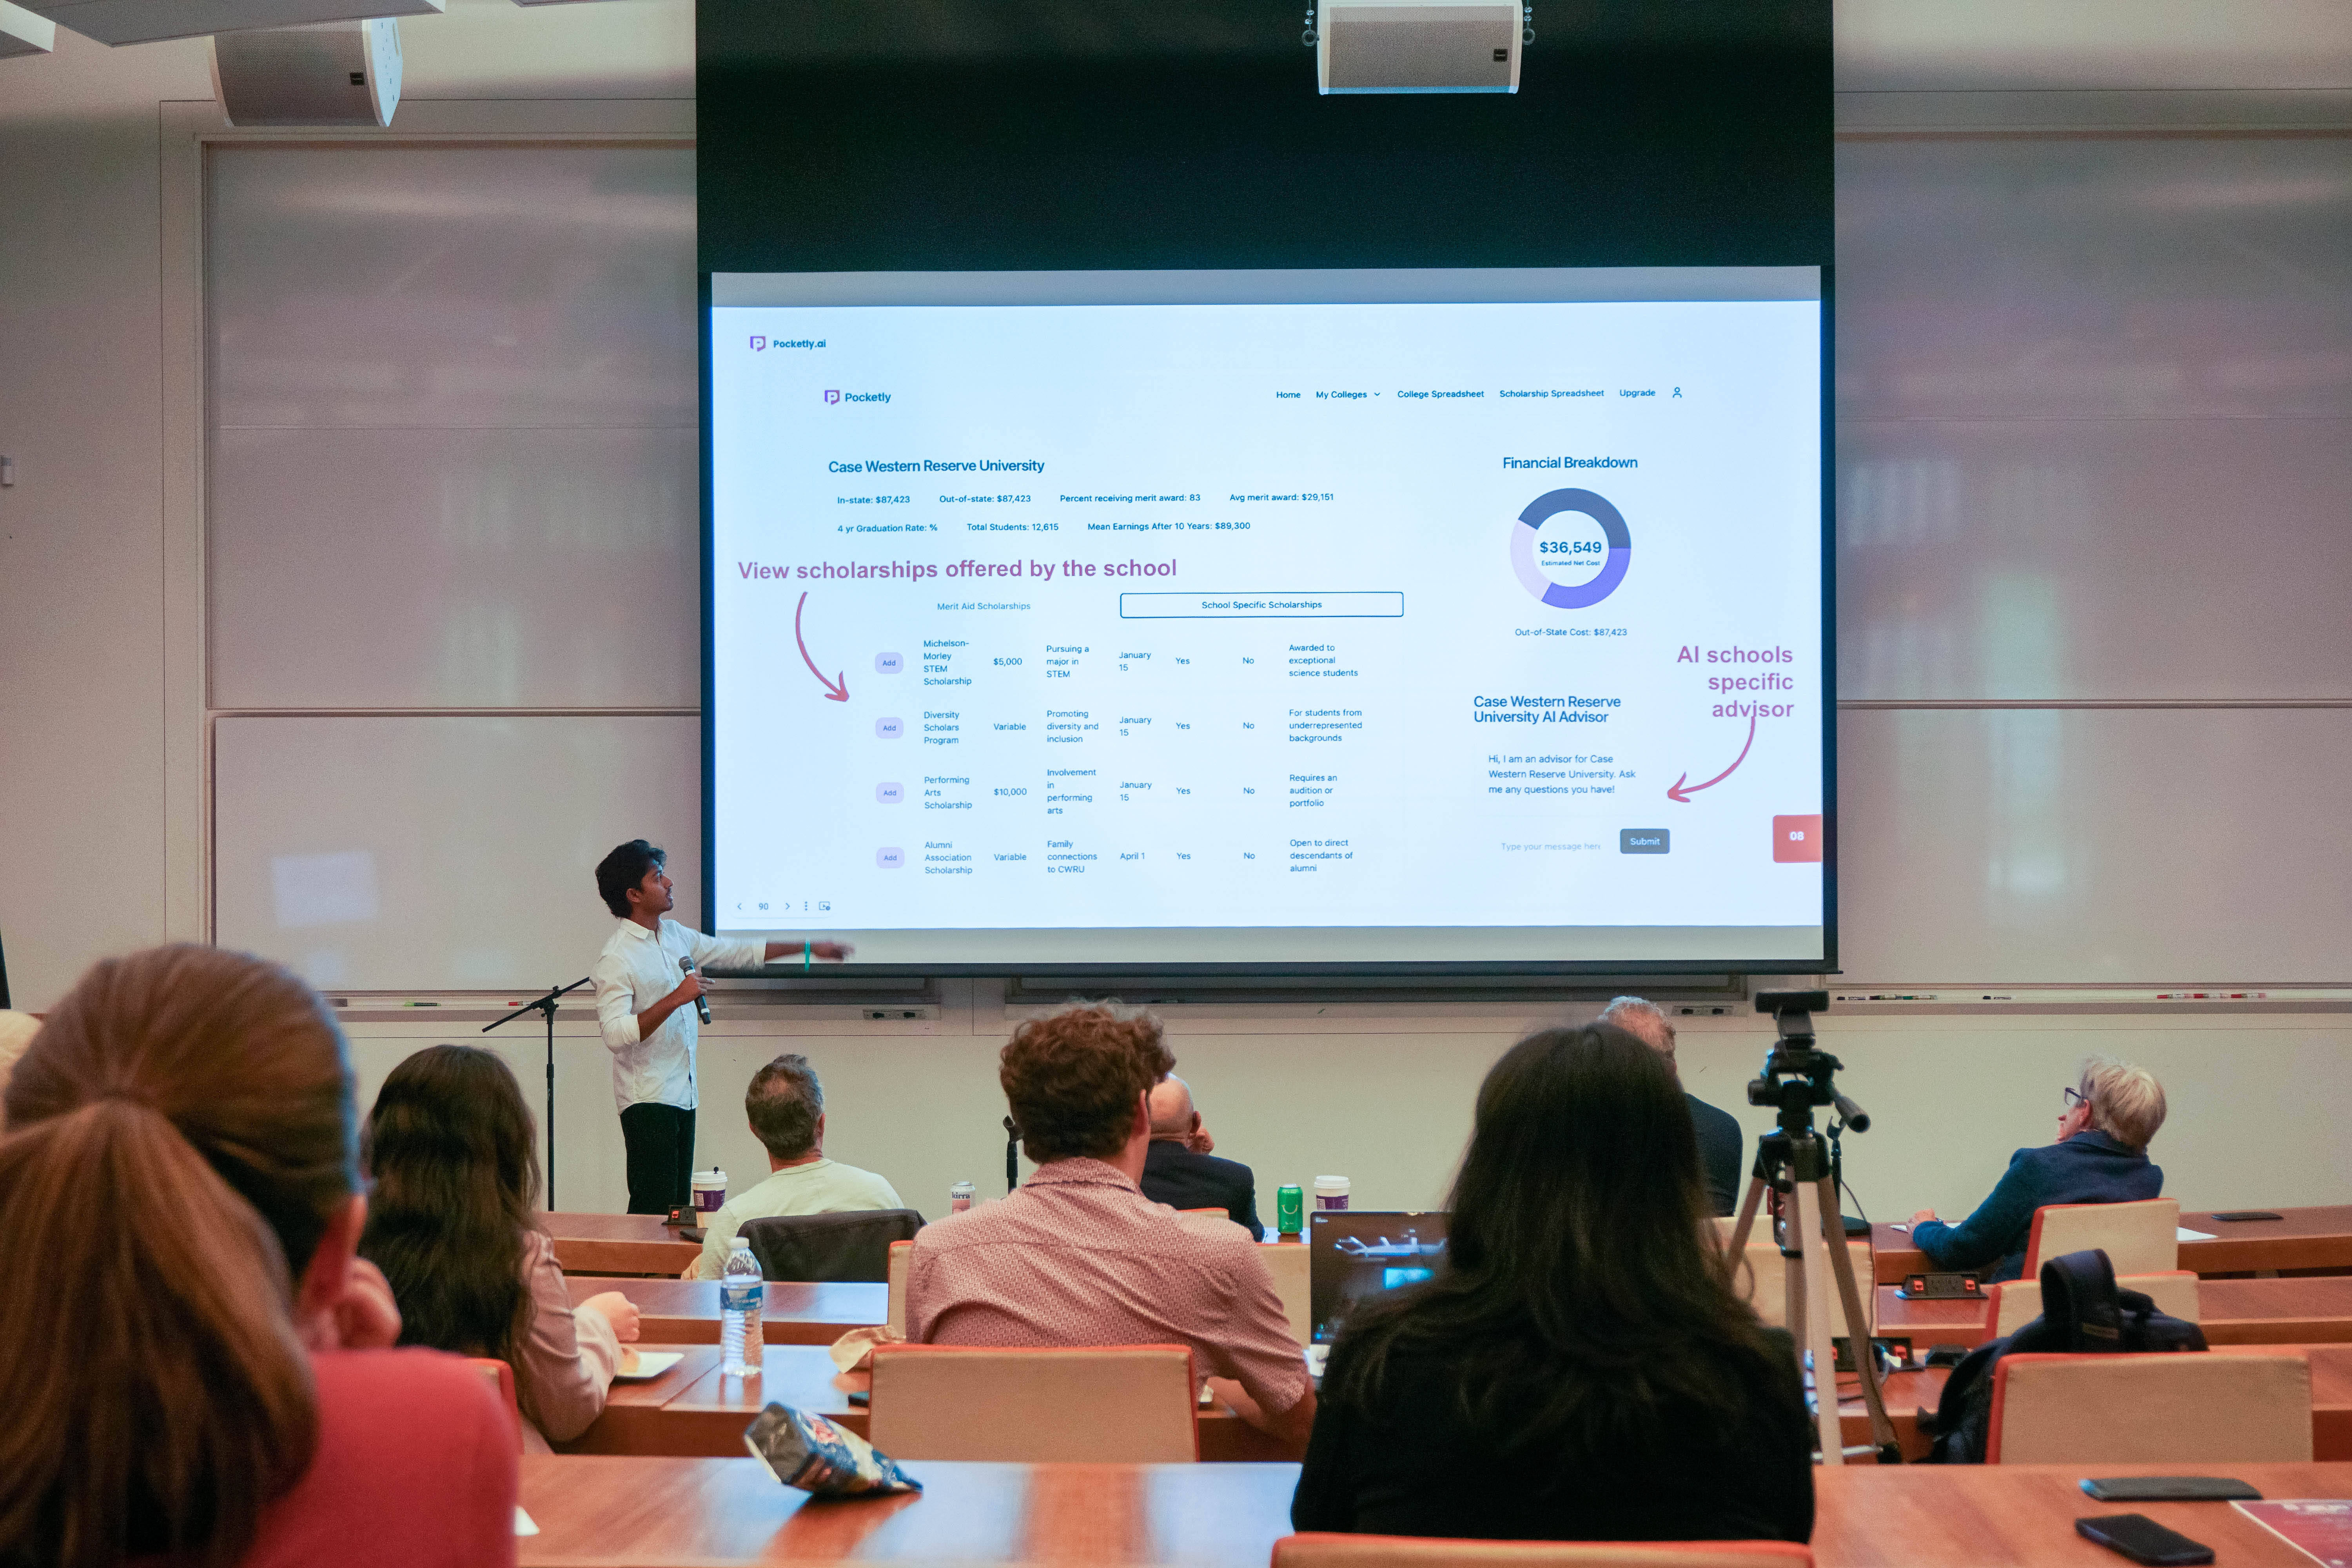 Pocketly.ai
Pocketly
Home My Colleges College Spreadsheet Scholarship Spreadsheet Upgrade
Case Western Reserve University
In-state: $87,423 Out-of-state: $87,423 Percent receiving merit award: 83 Avg merit award: $29,151
4 yr Graduation Rate: % Total Students: 12,615 Mean Earnings After 10 Years: $89,300
View scholarships offered by the school
Merit Aid Scholarships School Specific Scholarships
Add
Michelson-
Morley
STEM
Scholarship
$5,000
Pursuing a
major in
STEM
January
15
Yes
No
Awarded to
exceptional
science students
Add
Diversity
Scholars
Program
Variable
Promoting
diversity and
inclusion
January
15
Yes
No
For students from
underrepresented
backgrounds
Add
Performing
Arts
Scholarship
$10,000
Involvement
in
performing
arts
January
15
Yes
No
Requires an
audition or
portfolio
Add
Alumni
Association
Scholarship
Variable
Family
connections
to CWRU
April 1
Yes
No
Open to direct
descendants of
alumni
Financial Breakdown
$36,549
Estimated Net Cost
Out-of-State Cost: $87,423
AI schools
specific
advisor
Case Western Reserve
University AI Advisor
Hi, I am an advisor for Case
Western Reserve University. Ask
me any questions you have!
Type your message here
Submit
08
90